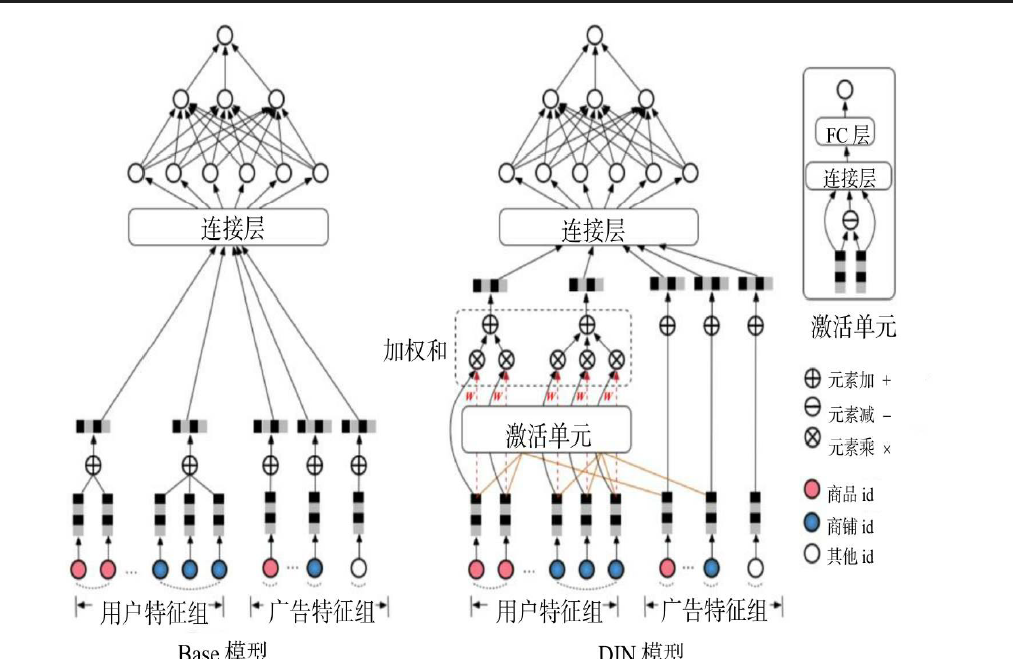 连接层
用户特征组
广告特征组
Base 模型
连接层
加权和
w w w w w
激活单元
用户特征组
广告特征组
DIN 模型
FC 层
连接层
激活单元
元素加 +
元素减 -
元素乘 ×
商品 id
商铺 id
其他 id